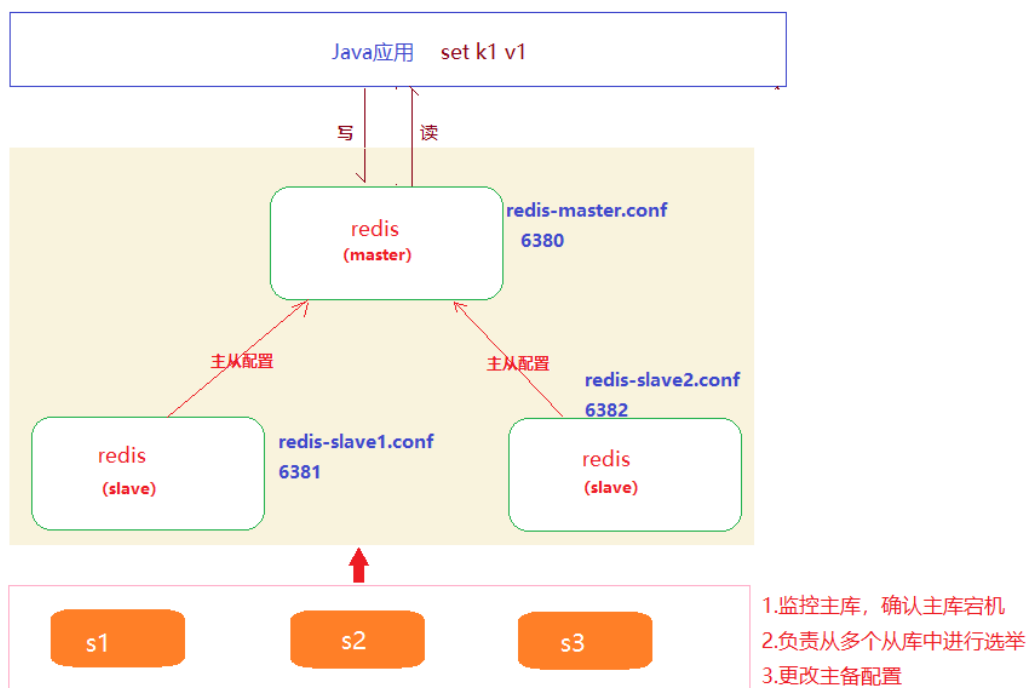 Java应用 set k1 v1
写 读
redis
(master)
redis-master.conf
6380
主从配置 主从配置
redis-slave2.conf
6382
redis
(slave)
redis-slave1.conf
6381
redis
(slave)
s1 s2 s3
1.监控主库，确认主库宕机
2.负责从多个从库中进行选举
3.更改主备配置